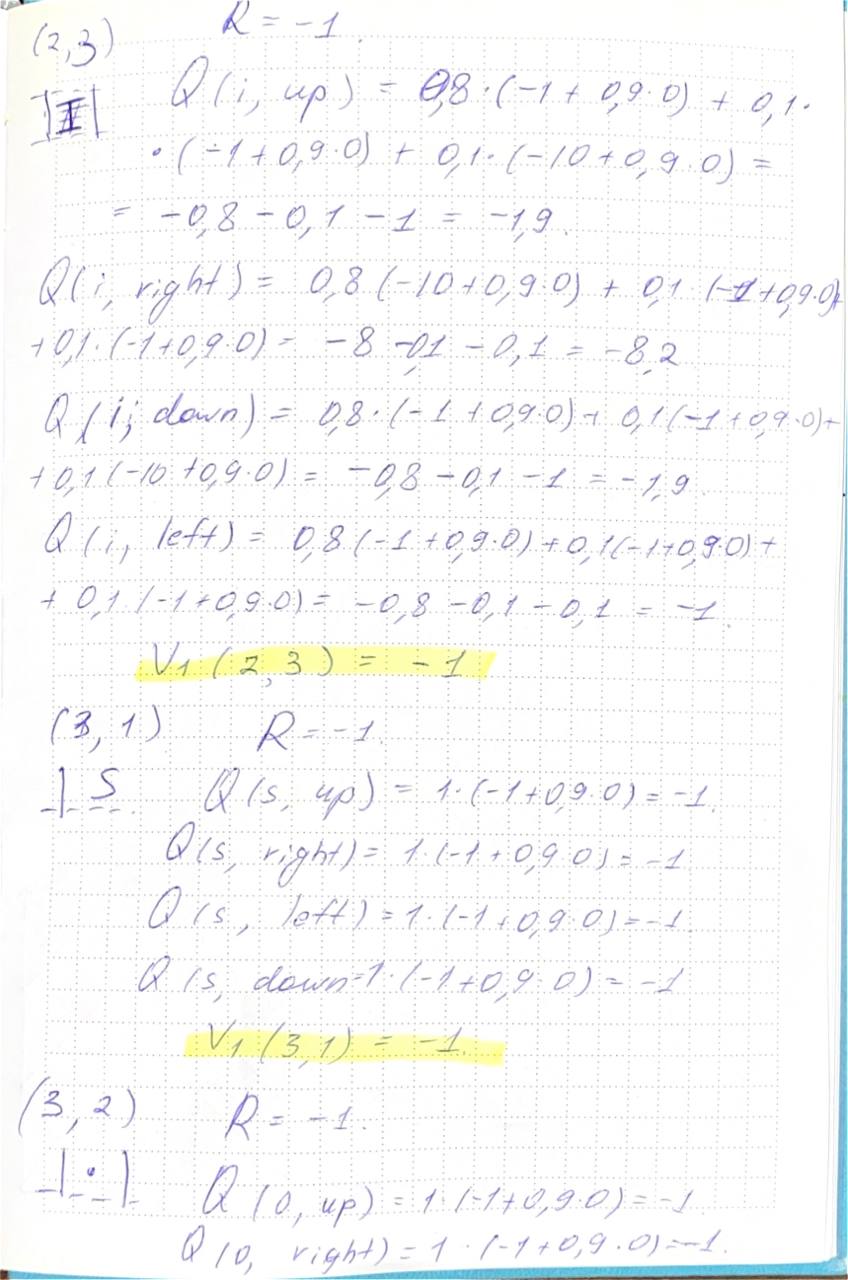 (2,3) R = -1
I Q(i, up) = 0,8·(-1 + 0,9·0) + 0,1·
·(-1+0,9·0) + 0,1·(-10+0,9·0) =
= -0,8 - 0,1 - 1 = -1,9.
Q(i, right) = 0,8(-10+0,9·0) + 0,1·(-1+0,9·0)+
+0,1·(-1+0,9·0) = -8 -0,1 - 0,1 = -8,2
Q(i, down) = 0,8·(-1+0,9·0)+ 0,1(-1+0,9·0)+
+0,1(-10+0,9·0) = -0,8 -0,1 -1 = -1,9.
Q(i, left) = 0,8(-1+0,9·0)+0,1(-1+0,9·0)+
+ 0,1(-1+0,9·0) = -0,8 -0,1 -0,1 = -1.
V1 (2,3) = -1
(3,1) R = -1.
S Q(s, up) = 1·(-1+0,9·0) = -1.
Q(s, right) = 1·(-1+0,9·0) = -1
Q(s, left) = 1·(-1+0,9·0) = -1.
Q(s, down = 1·(-1+0,9·0) = -1
V1 (3,1) = -1.
(3,2) R = -1.
Q(0, up) = 1·(-1+0,9·0) = -1.
Q(0, right) = 1·(-1+0,9·0) = -1.